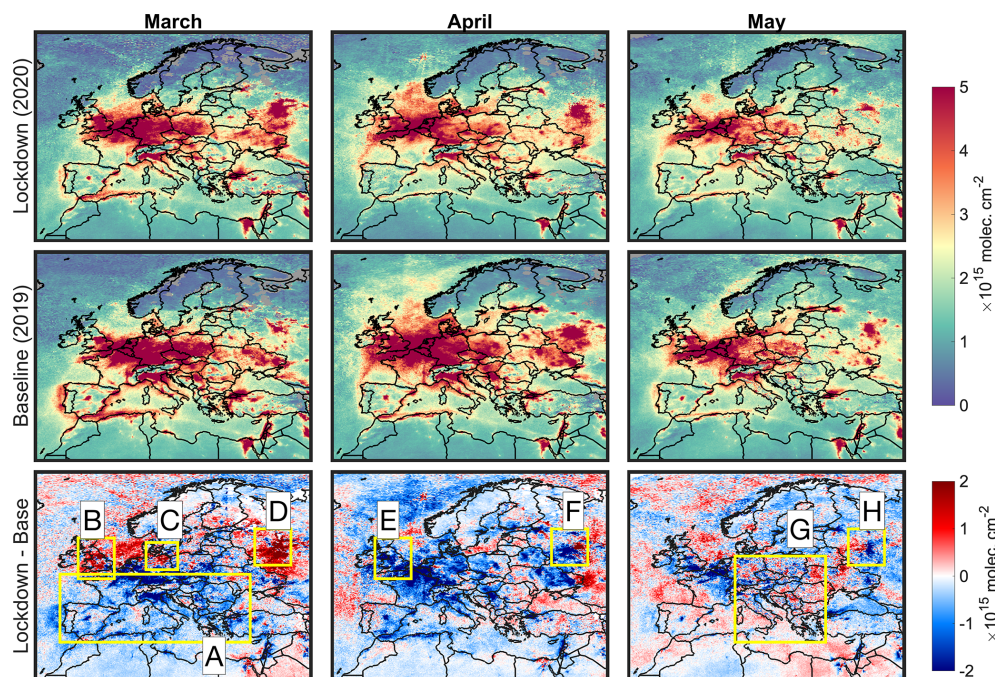 March
April
May
Lockdown (2020)
Baseline (2019)
5
4
3
2
1
0
×10¹⁵ molec. cm⁻²
Lockdown - Base
B
C
D
A
E
F
G
H
2
1
0
-1
-2
×10¹⁵ molec. cm⁻²